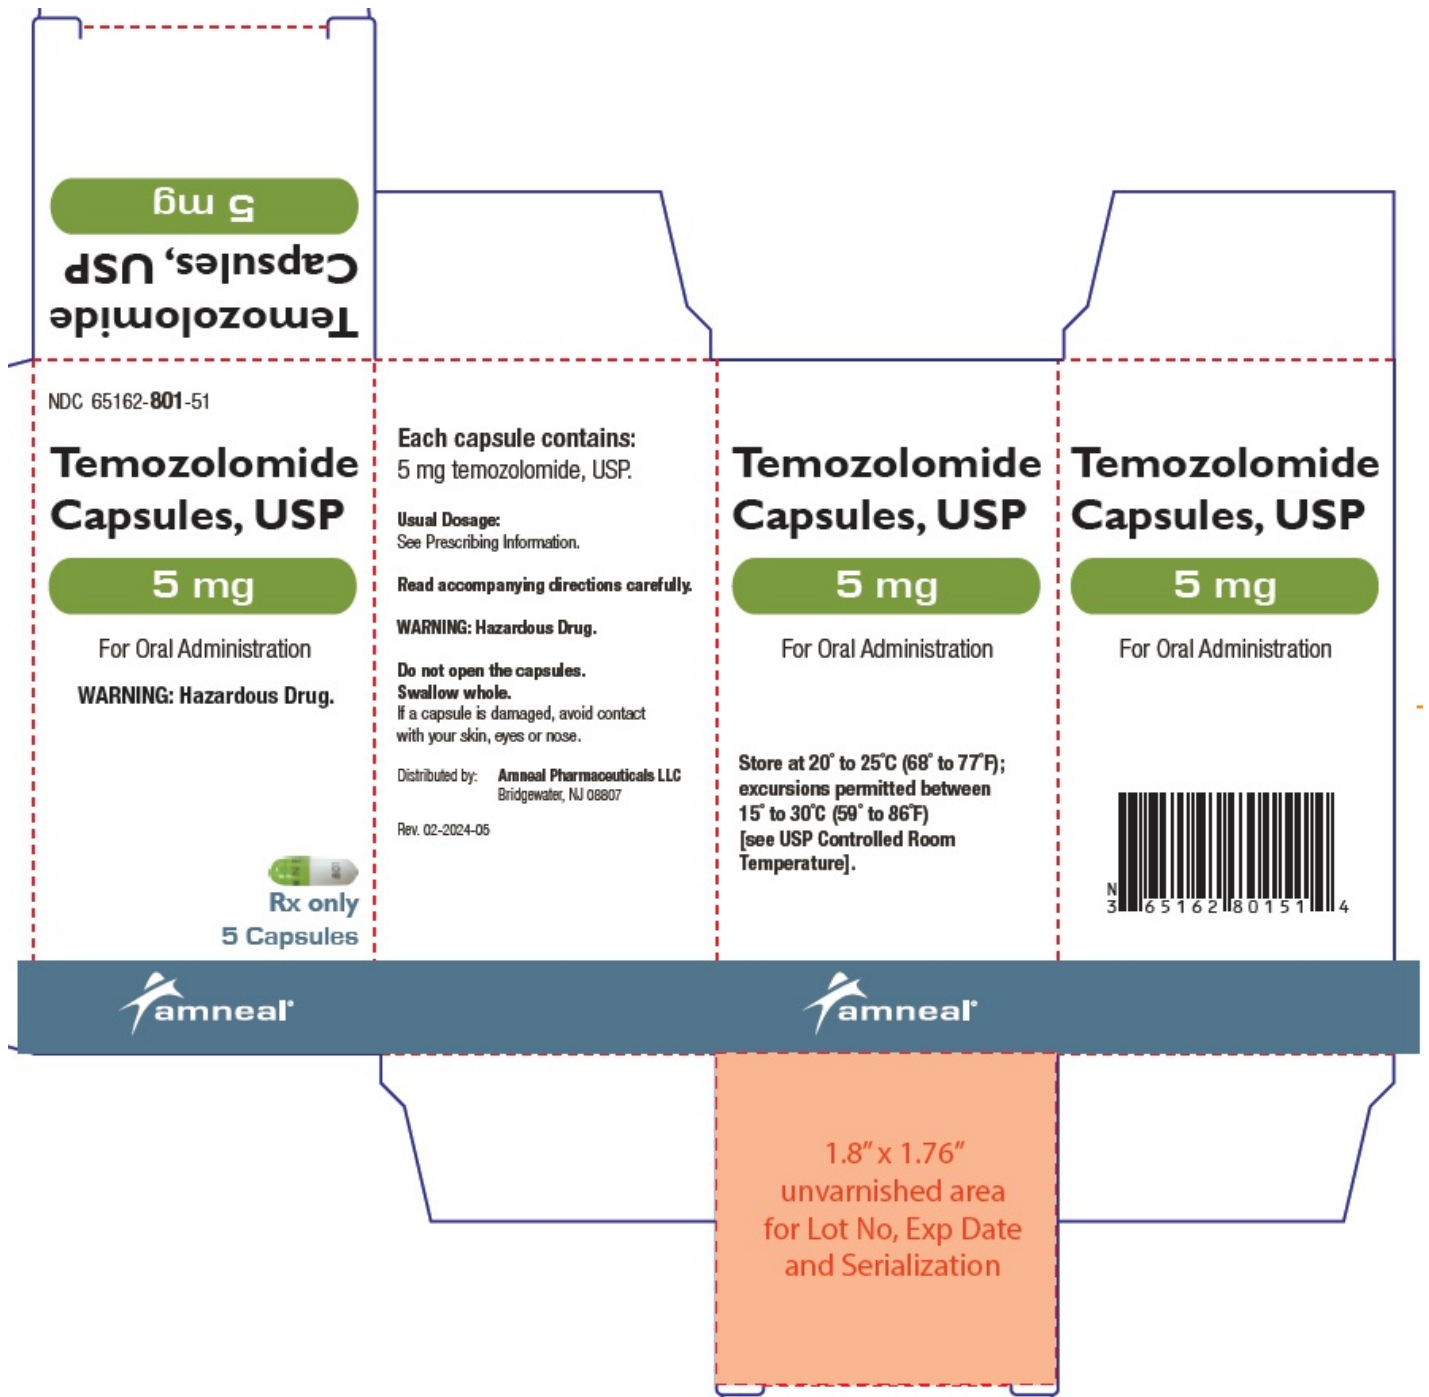 5 mg
Capsules, USP
Temozolomide
NDC 65162-801-51
Temozolomide
Capsules, USP
5 mg
For Oral Administration
WARNING: Hazardous Drug.
801
Rx only
5 Capsules
amneal®
Each capsule contains:
5 mg temozolomide, USP.
Usual Dosage:
See Prescribing Information.
Read accompanying directions carefully.
WARNING: Hazardous Drug.
Do not open the capsules.
Swallow whole.
If a capsule is damaged, avoid contact
with your skin, eyes or nose.
Distributed by: Amneal Pharmaceuticals LLC
Bridgewater, NJ 08807
Rev. 02-2024-05
Temozolomide
Capsules, USP
5 mg
For Oral Administration
Store at 20° to 25°C (68° to 77°F);
excursions permitted between
15° to 30°C (59° to 86°F)
[see USP Controlled Room
Temperature].
amneal®
1.8” x 1.76”
unvarnished area
for Lot No, Exp Date
and Serialization
Temozolomide
Capsules, USP
5 mg
For Oral Administration
N
3 65162 80151 4